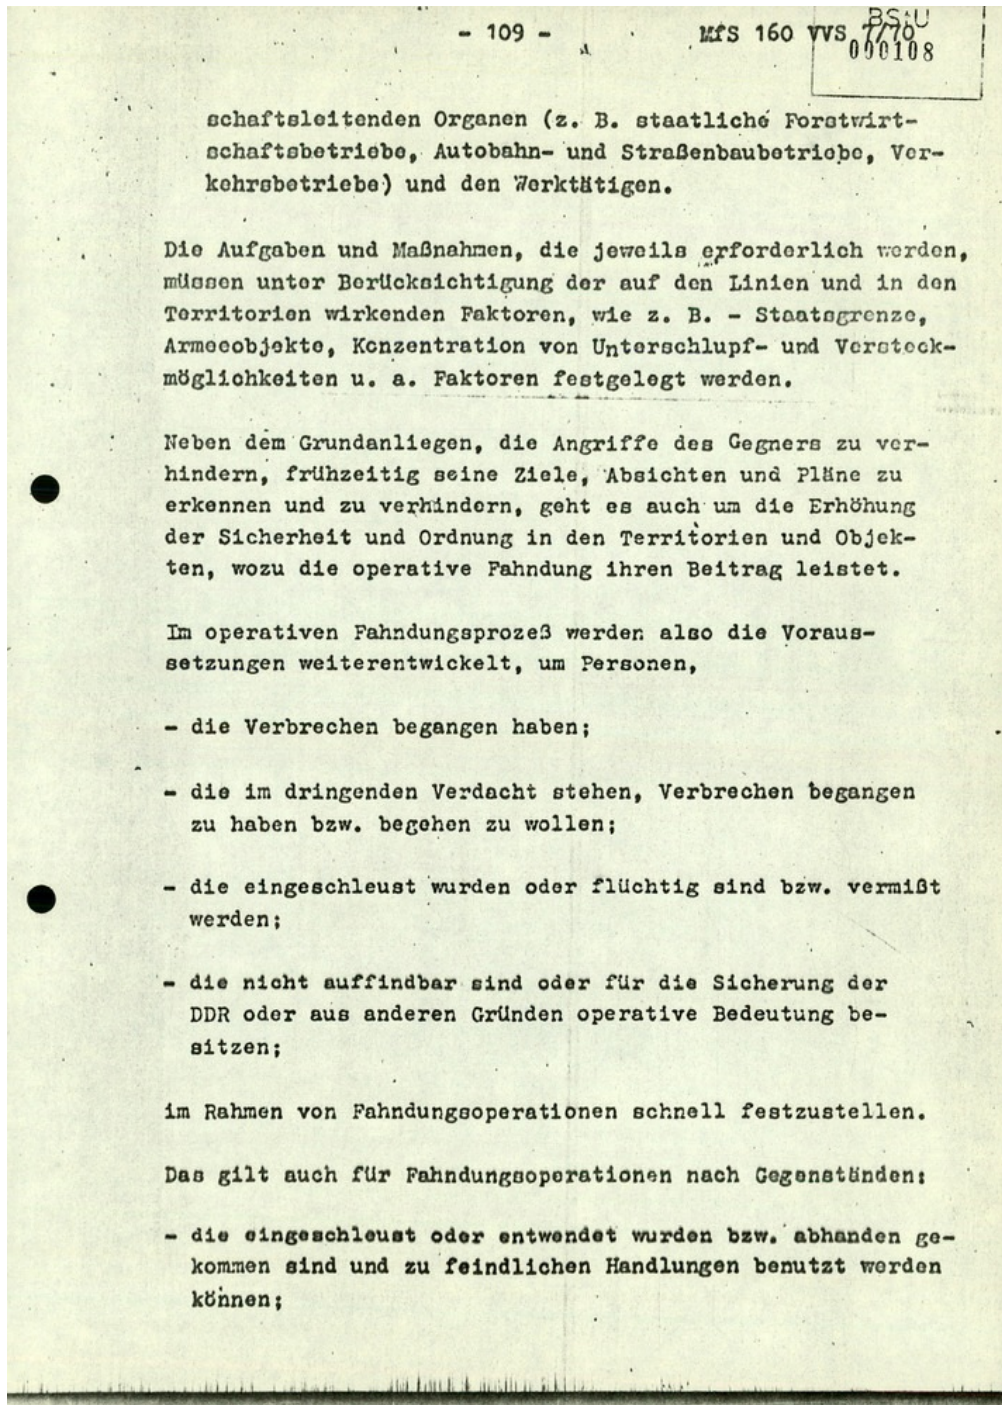 - 109 -
MfS 160 VVS 7/70
BStU
000108
schaftsleitenden Organen (z. B. staatliche Forstwirt-
schaftsbetriebe, Autobahn- und Straßenbaubetriebe, Ver-
kehrsbetriebe) und den Werktätigen.
Die Aufgaben und Maßnahmen, die jeweils erforderlich werden,
müssen unter Berücksichtigung der auf den Linien und in den
Territorien wirkenden Faktoren, wie z. B. - Staatsgrenze,
Armeeobjekte, Konzentration von Unterschlupf- und Versteck-
möglichkeiten u. a. Faktoren festgelegt werden.
Neben dem Grundanliegen, die Angriffe des Gegners zu ver-
hindern, frühzeitig seine Ziele, Absichten und Pläne zu
erkennen und zu verhindern, geht es auch um die Erhöhung
der Sicherheit und Ordnung in den Territorien und Objek-
ten, wozu die operative Fahndung ihren Beitrag leistet.
Im operativen Fahndungsprozeß werden also die Voraus-
setzungen weiterentwickelt, um Personen,
- die Verbrechen begangen haben;
- die im dringenden Verdacht stehen, Verbrechen begangen
zu haben bzw. begehen zu wollen;
- die eingeschleust wurden oder flüchtig sind bzw. vermißt
werden;
- die nicht auffindbar sind oder für die Sicherung der
DDR oder aus anderen Gründen operative Bedeutung be-
sitzen;
im Rahmen von Fahndungsoperationen schnell festzustellen.
Das gilt auch für Fahndungsoperationen nach Gegenständen:
- die eingeschleust oder entwendet wurden bzw. abhanden ge-
kommen sind und zu feindlichen Handlungen benutzt werden
können;